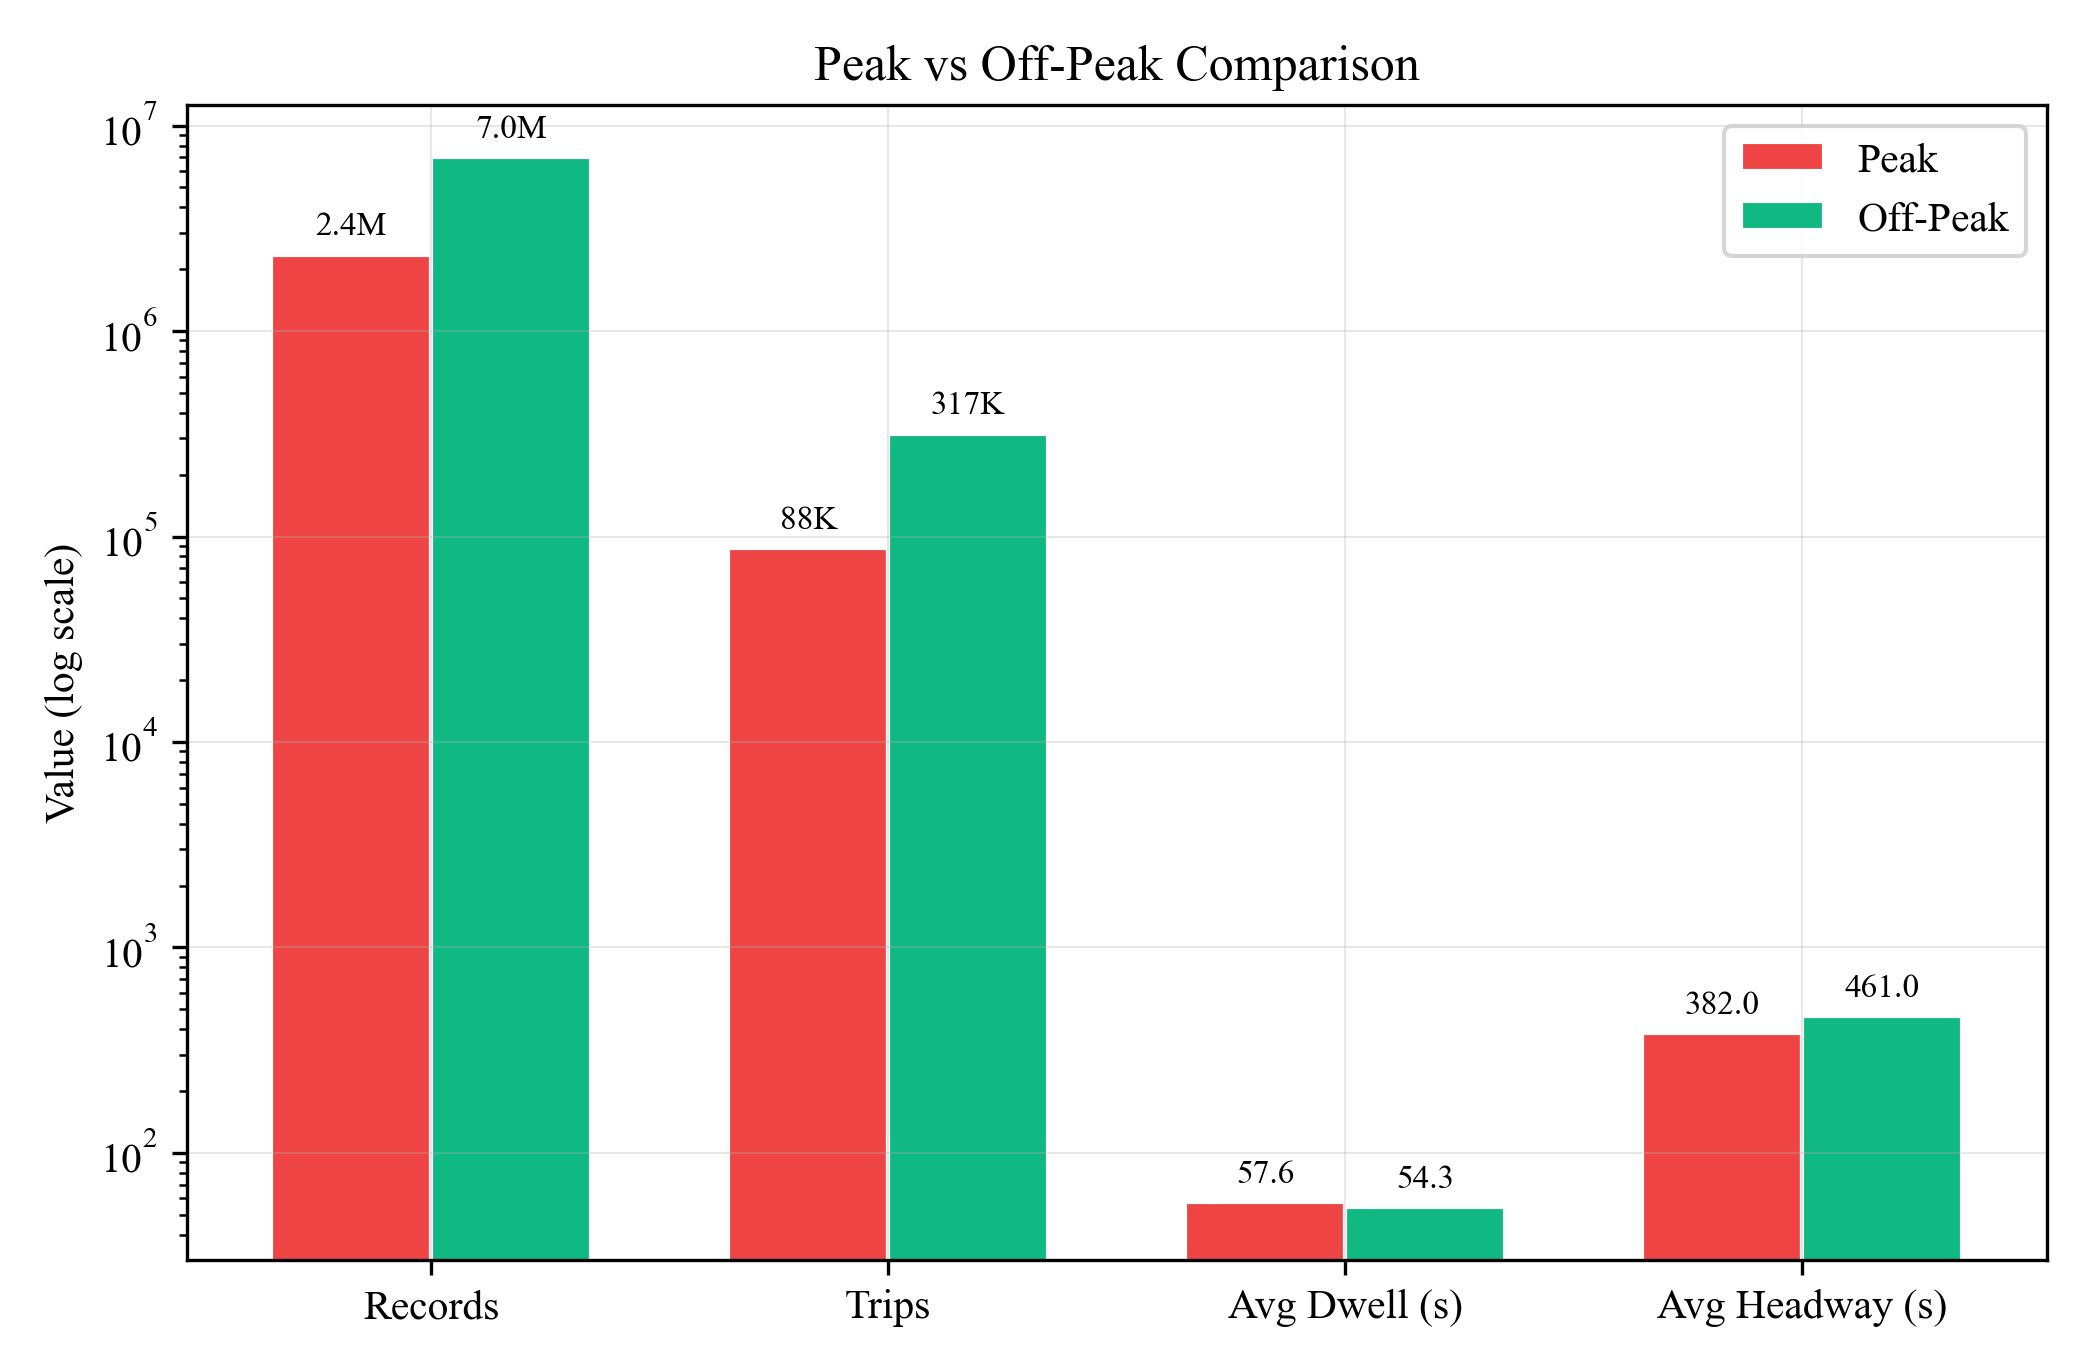 Peak vs Off-Peak Comparison
Peak
Off-Peak
Value (log scale)
10^7
10^6
10^5
10^4
10^3
10^2
2.4M
7.0M
88K
317K
57.6
54.3
382.0
461.0
Records
Trips
Avg Dwell (s)
Avg Headway (s)